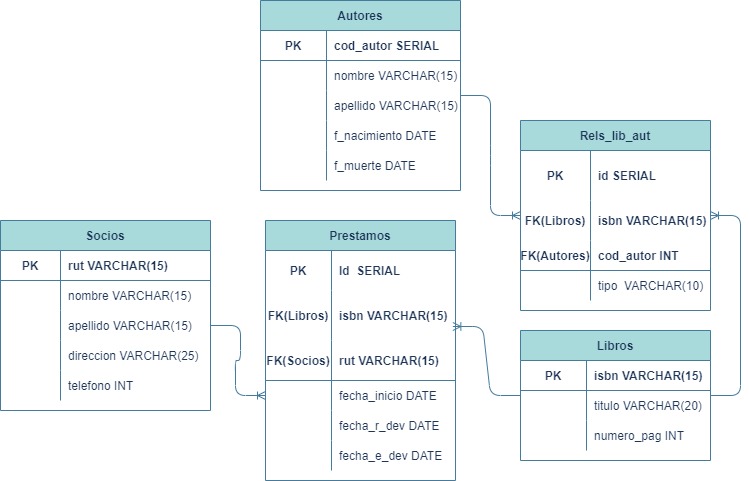 Autores
PK cod_autor SERIAL
nombre VARCHAR(15)
apellido VARCHAR(15)
f_nacimiento DATE
f_muerte DATE
Rels_lib_aut
PK id SERIAL
FK(Libros) isbn VARCHAR(15)
FK(Autores) cod_autor INT
tipo VARCHAR(10)
Socios
PK rut VARCHAR(15)
nombre VARCHAR(15)
apellido VARCHAR(15)
direccion VARCHAR(25)
telefono INT
Prestamos
PK Id SERIAL
FK(Libros) isbn VARCHAR(15)
FK(Socios) rut VARCHAR(15)
fecha_inicio DATE
fecha_r_dev DATE
fecha_e_dev DATE
Libros
PK isbn VARCHAR(15)
titulo VARCHAR(20)
numero_pag INT